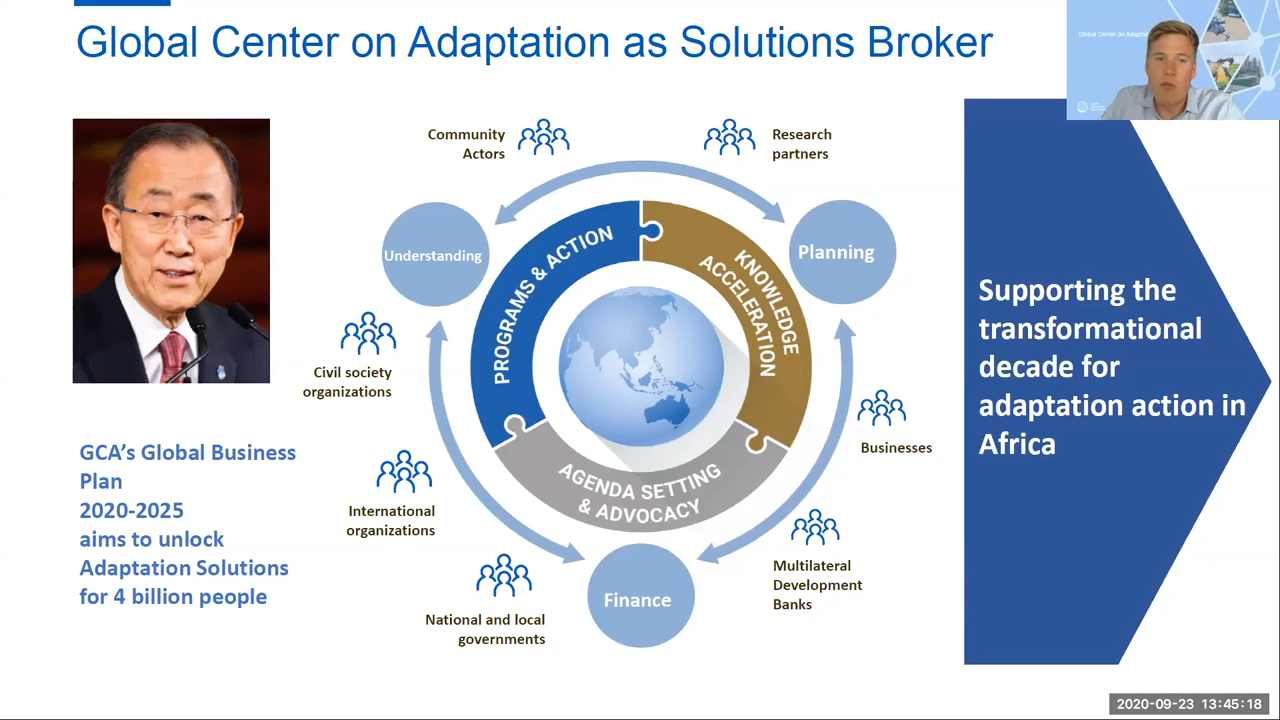 Global Center on Adaptation as Solutions Broker
Global Center on Adaptat
Community
Actors
Research
partners
Understanding
Planning
PROGRAMS & ACTION
KNOWLEDGE
ACCELERATION
Civil society
organizations
Supporting the
transformational
decade for
adaptation action in
Africa
Businesses
GCA’s Global Business
Plan
2020-2025
aims to unlock
Adaptation Solutions
for 4 billion people
AGENDA SETTING
& ADVOCACY
International
organizations
Multilateral
Development
Banks
Finance
National and local
governments
2020-09-23 13:45:18